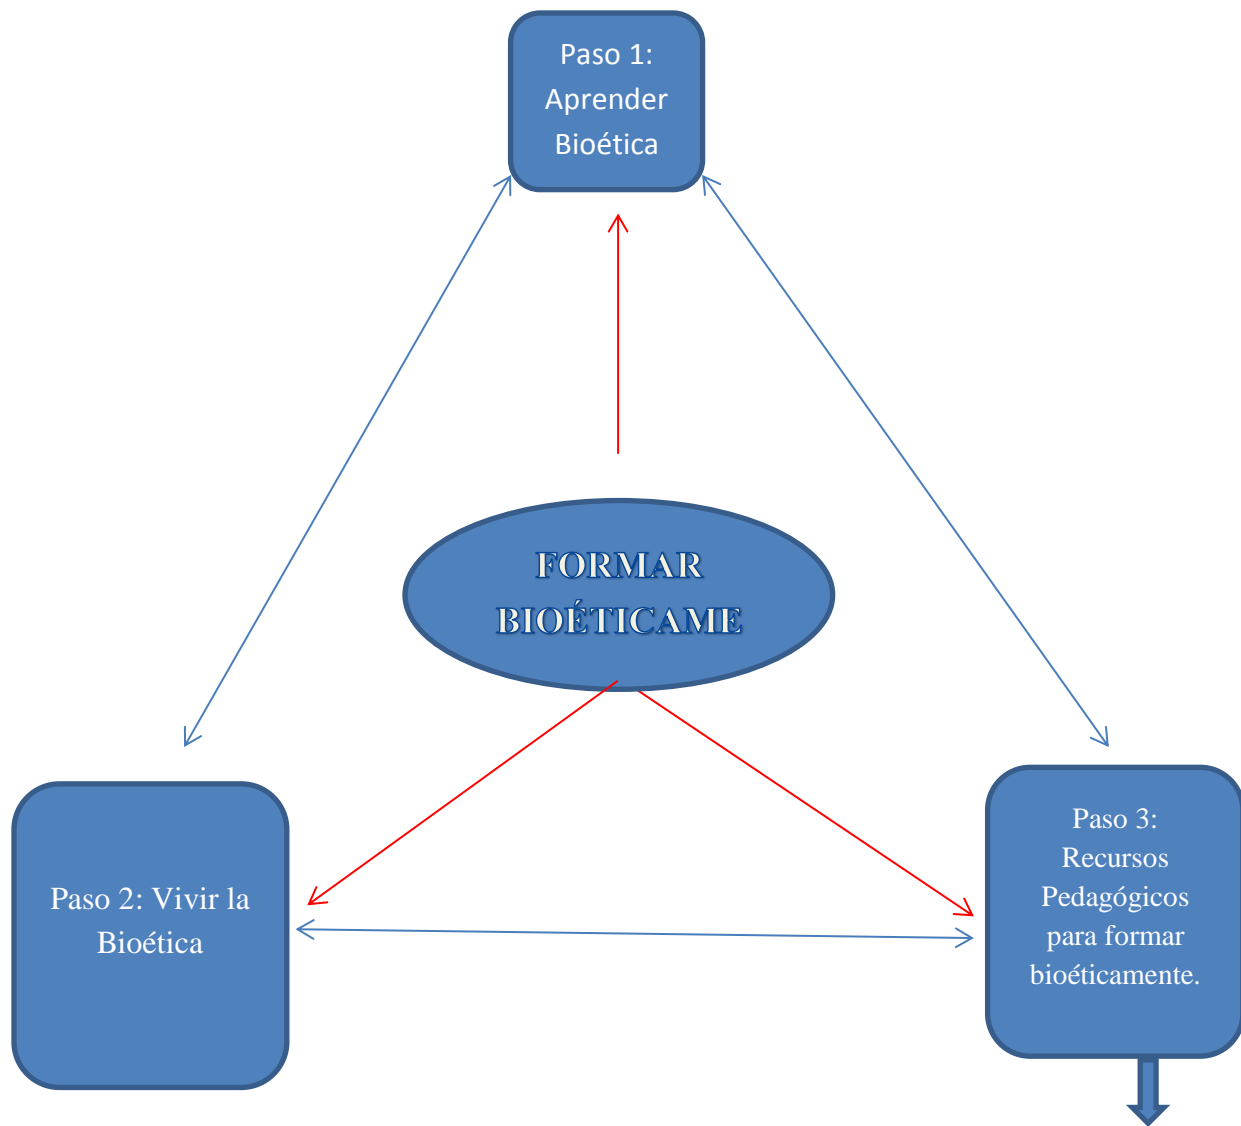 Paso 1:
Aprender
Bioética
FORMAR
BIOÉTICAME
Paso 2: Vivir la
Bioética
Paso 3:
Recursos
Pedagógicos
para formar
bioéticamente.